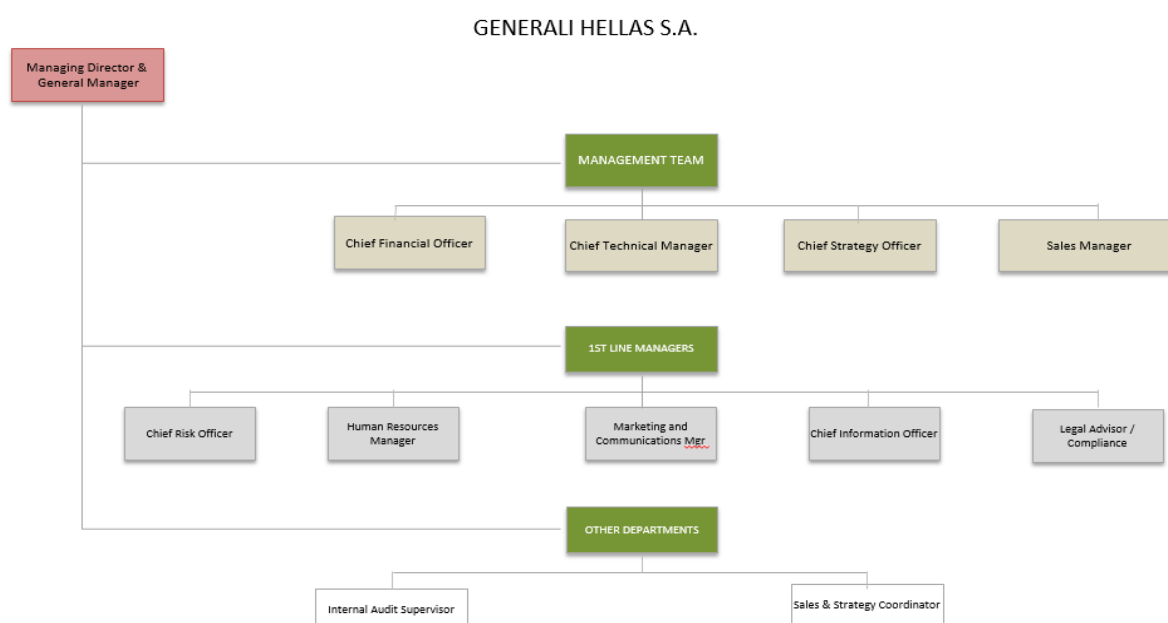 GENERALI HELLAS S.A.
Managing Director &
General Manager
MANAGEMENT TEAM
Chief Financial Officer
Chief Technical Manager
Chief Strategy Officer
Sales Manager
1ST LINE MANAGERS
Chief Risk Officer
Human Resources
Manager
Marketing and
Communications Mgr
Chief Information Officer
Legal Advisor /
Compliance
OTHER DEPARTMENTS
Internal Audit Supervisor
Sales & Strategy Coordinator